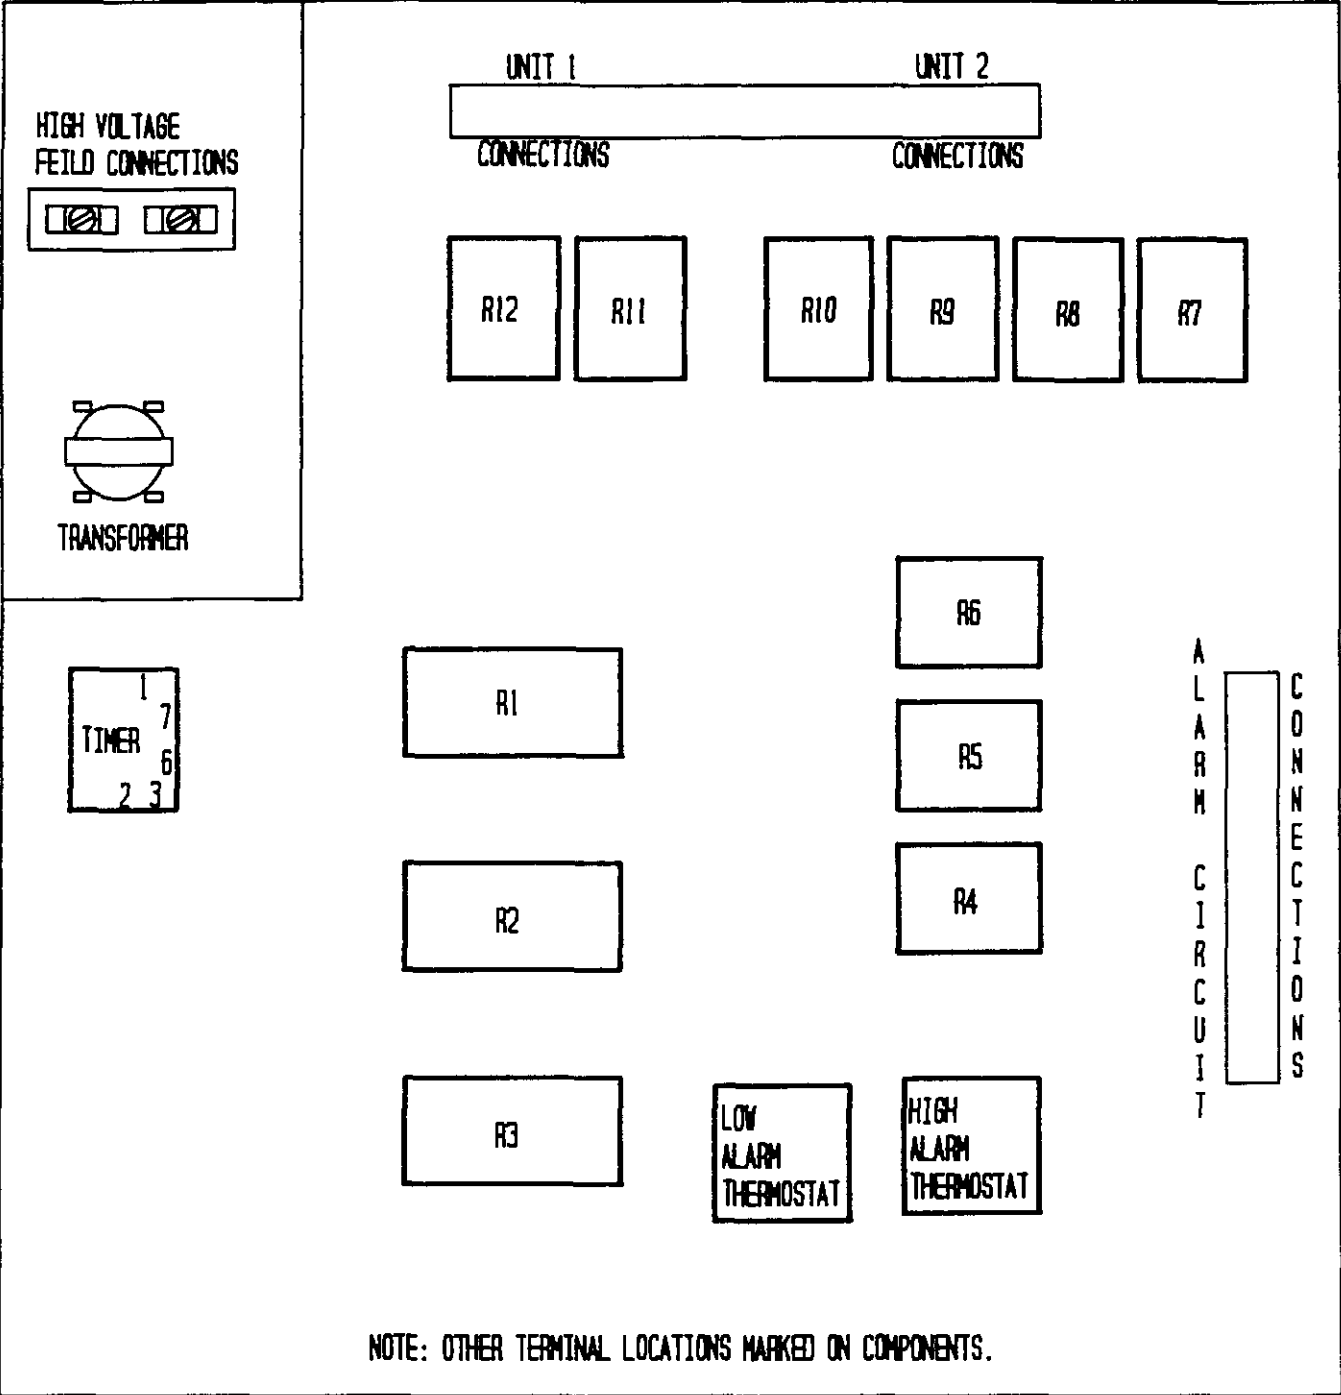 UNIT 1
UNIT 2
HIGH VOLTAGE
FEILD CONNECTIONS
CONNECTIONS
CONNECTIONS
R12
R11
R10
R9
R8
R7
TRANSFORMER
R6
1
7
TIMER
6
2 3
R1
R5
R2
R4
R3
LOW
ALARM
THERMOSTAT
HIGH
ALARM
THERMOSTAT
ALARM CIRCUIT
CONNECTIONS
NOTE: OTHER TERMINAL LOCATIONS MARKED ON COMPONENTS.